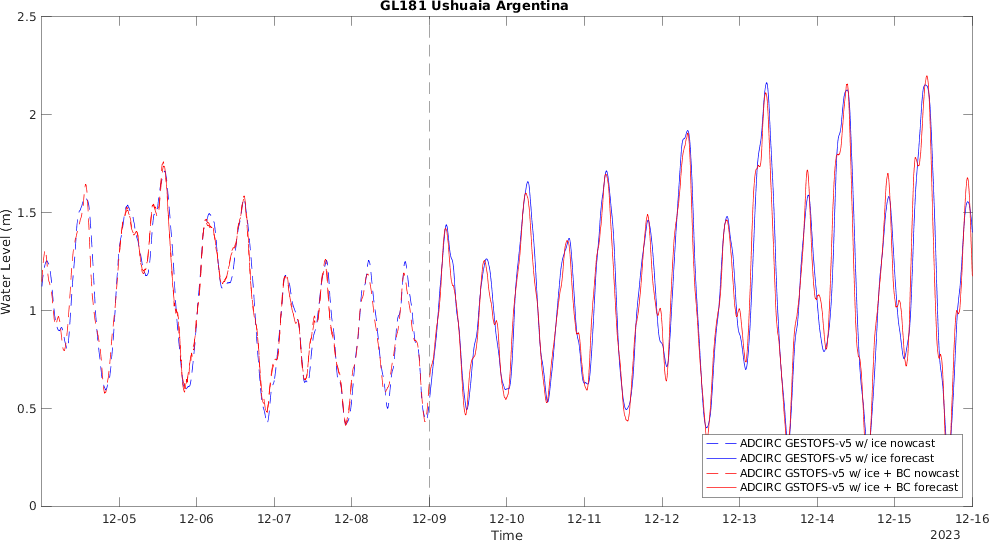 GL181 Ushuaia Argentina
2.5
2
1.5
1
0.5
0
Water Level (m)
ADCIRC GESTOFS-v5 w/ ice nowcast
ADCIRC GESTOFS-v5 w/ ice forecast
ADCIRC GSTOFS-v5 w/ ice + BC nowcast
ADCIRC GSTOFS-v5 w/ ice + BC forecast
12-05 12-06 12-07 12-08 12-09 12-10 12-11 12-12 12-13 12-14 12-15 12-16
Time
2023